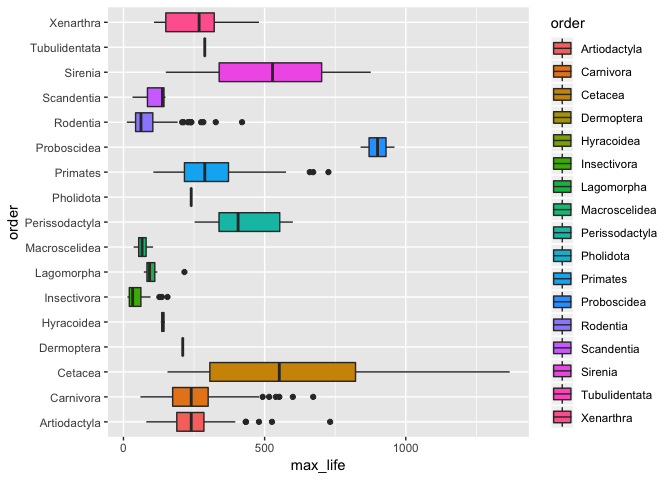 order
Xenarthra
Tubulidentata
Sirenia
Scandentia
Rodentia
Proboscidea
Primates
Pholidota
Perissodactyla
Macroscelidea
Lagomorpha
Insectivora
Hyracoidea
Dermoptera
Cetacea
Carnivora
Artiodactyla
0 500 1000
max_life
order
Artiodactyla
Carnivora
Cetacea
Dermoptera
Hyracoidea
Insectivora
Lagomorpha
Macroscelidea
Perissodactyla
Pholidota
Primates
Proboscidea
Rodentia
Scandentia
Sirenia
Tubulidentata
Xenarthra